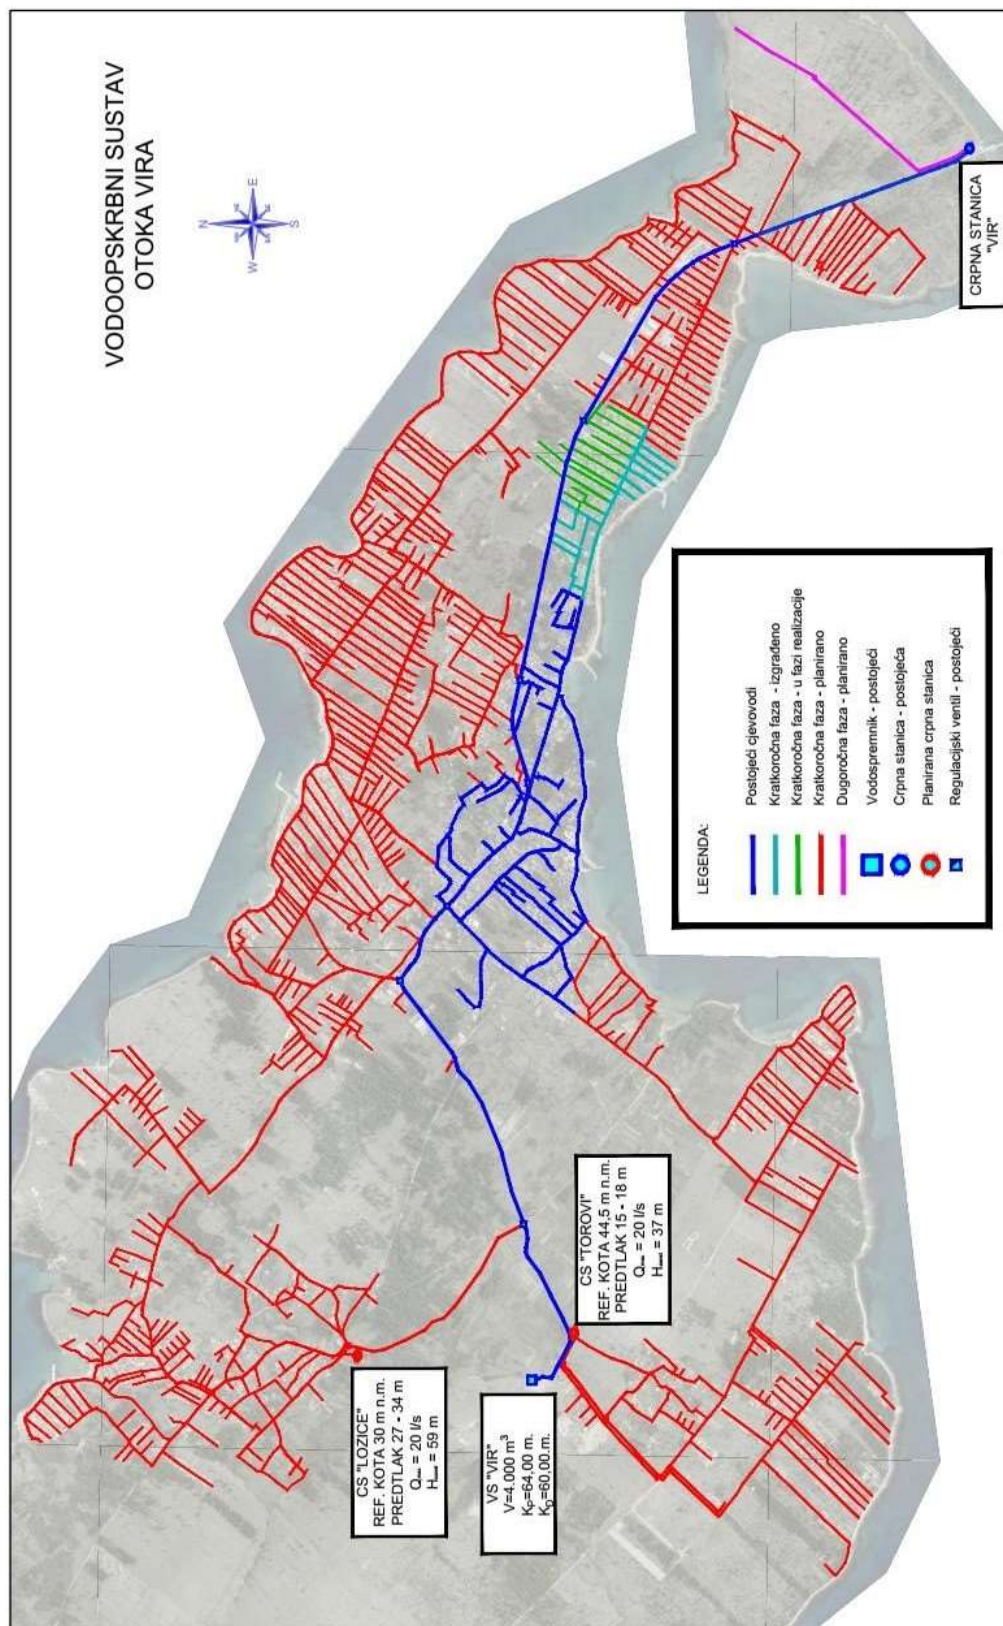 VODOOPSKRBNI SUSTAV
OTOKA VIRA
N
E
S
W
CRPNA STANICA
"VIR"
LEGENDA:
Postojeći cjevovodi
Kratkoročna faza - izgrađeno
Kratkoročna faza - u fazi realizacije
Kratkoročna faza - planirano
Dugoročna faza - planirano
Vodospremnik - postojeći
Crpna stanica - postojeća
Planirana crpna stanica
Regulacijski ventil - postojeći
CS "TOROVI"
REF. KOTA 44,5 m n.m.
PREDTLAK 15 - 18 m
Q = 20 l/s
H = 37 m
CS "LOZICE"
REF. KOTA 30 m n.m.
PREDTLAK 27 - 34 m
Q = 20 l/s
H = 59 m
VS "VIR"
V=4.000 m³
Kp=64,00 m.
KD=60,00.m.